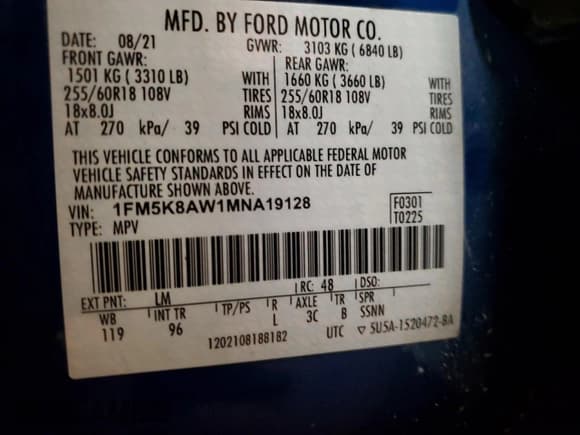 MFD. BY FORD MOTOR CO.
DATE: 08/21 GVWR: 3103 KG ( 6840 LB)
FRONT GAWR: REAR GAWR:
1501 KG ( 3310 LB) WITH 1660 KG ( 3660 LB) WITH
255/60R18 108V TIRES 255/60R18 108V TIRES
18x8.0J RIMS 18x8.0J RIMS
AT 270 kPa/ 39 PSI COLD AT 270 kPa/ 39 PSI COLD
THIS VEHICLE CONFORMS TO ALL APPLICABLE FEDERAL MOTOR
VEHICLE SAFETY STANDARDS IN EFFECT ON THE DATE OF
MANUFACTURE SHOWN ABOVE.
VIN: 1FM5K8AW1MNA19128 F0301
TYPE: MPV T0225
EXT PNT: LM RC: 48 DSO:
WB INT TR TP/PS R AXLE TR SPR
119 96 L 3C B SSNN
1202108188182 UTC ▽ 5U5A-1520472-BA